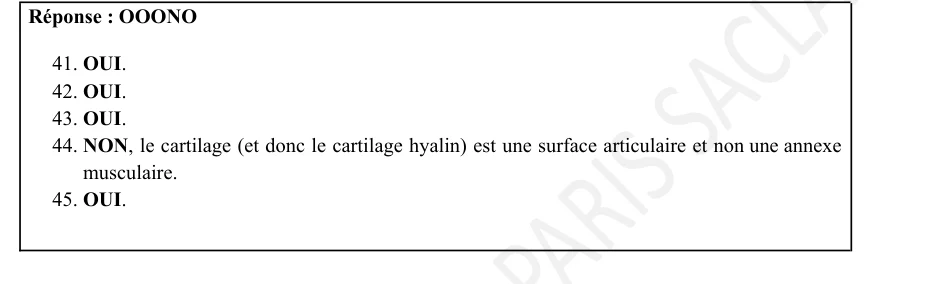 Réponse : OOONO
41. OUI.
42. OUI.
43. OUI.
44. NON, le cartilage (et donc le cartilage hyalin) est une surface articulaire et non une annexe
musculaire.
45. OUI.
PARIS SACLA